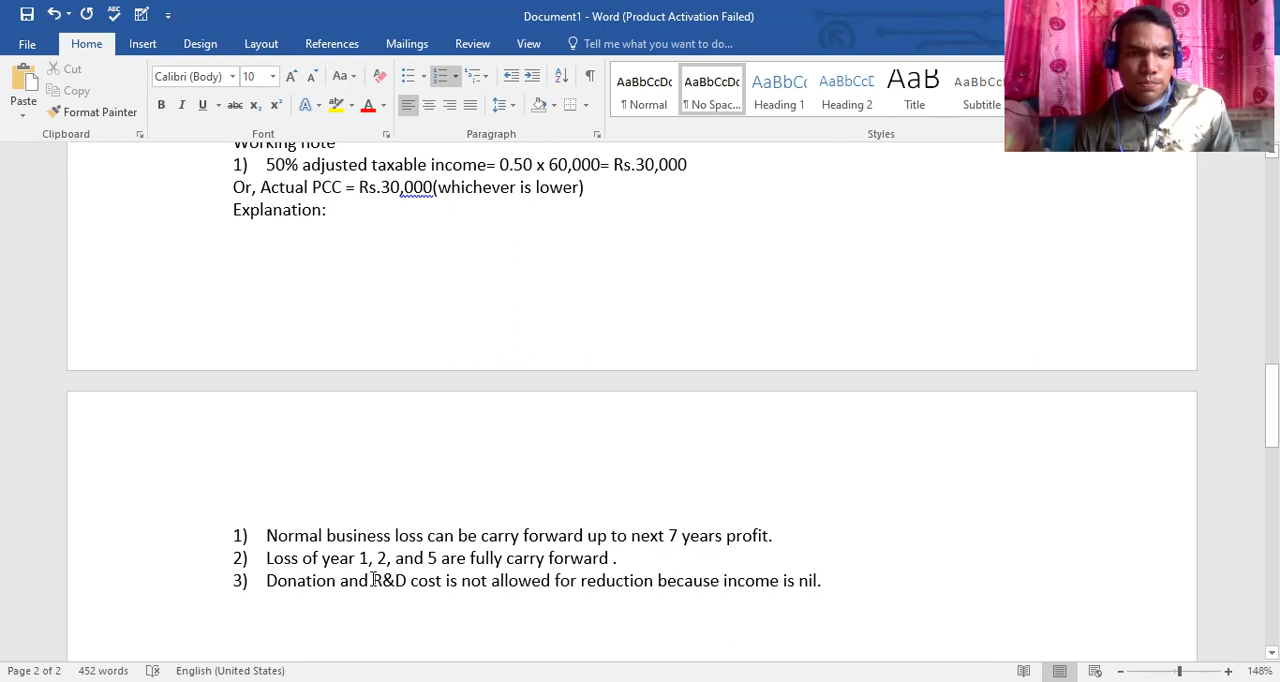 Document1 - Word (Product Activation Failed)
File Home Insert Design Layout References Mailings Review View Tell me what you want to do...
Paste
Cut
Copy
Format Painter
Clipboard
Calibri (Body) 10
Font
Paragraph
AaBbCcDc AaBbCcDc AaBbCc AaBbCcE AaB AaBbCcD
¶ Normal ¶ No Spac... Heading 1 Heading 2 Title Subtitle
Styles
Working note
1) 50% adjusted taxable income= 0.50 x 60,000= Rs.30,000
Or, Actual PCC = Rs.30,000(whichever is lower)
Explanation:
1) Normal business loss can be carry forward up to next 7 years profit.
2) Loss of year 1, 2, and 5 are fully carry forward .
3) Donation and R&D cost is not allowed for reduction because income is nil.
Page 2 of 2 452 words English (United States) 148%